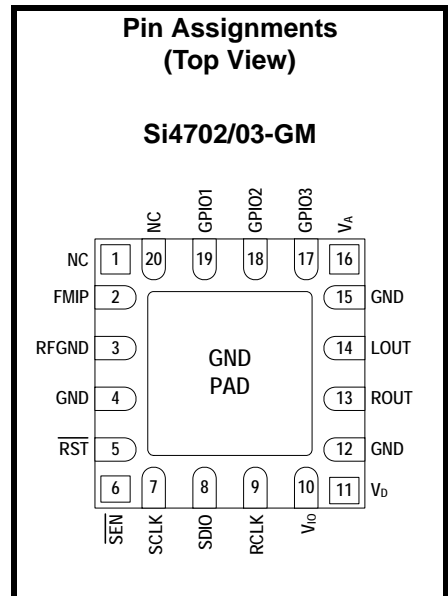 Pin Assignments
(Top View)
Si4702/03-GM
NC GPIO1 GPIO2 GPIO3 VA
NC 1 20 19 18 17 16
FMIP 2 15 GND
RFGND 3 14 LOUT
GND PAD
GND 4 13 ROUT
RST 5 12 GND
6 7 8 9 10 11 VD
SEN SCLK SDIO RCLK VIO